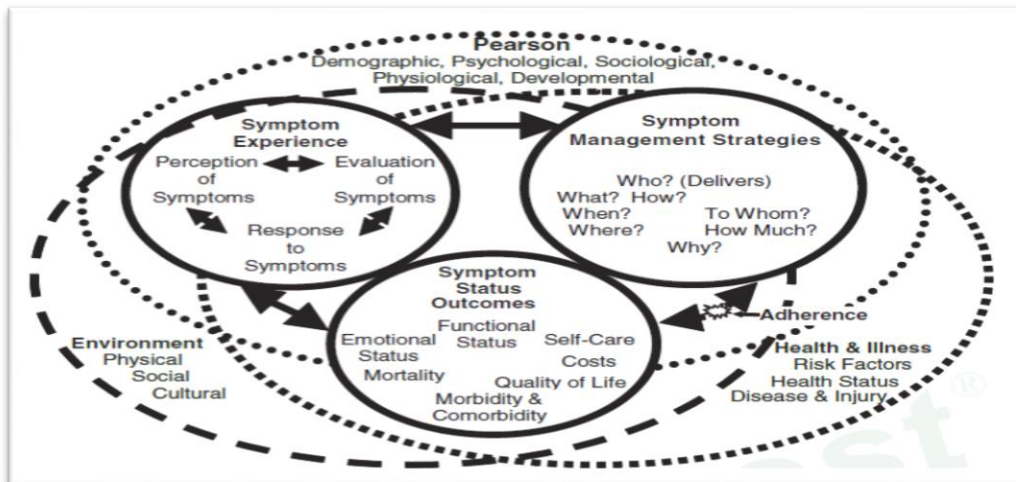 Pearson
Demographic, Psychological, Sociological,
Physiological, Developmental
Symptom
Experience
Perception
of
Symptoms
Evaluation
of
Symptoms
Response
to
Symptoms
Symptom
Management Strategies
Who? (Delivers)
What? How?
When?
Where?
To Whom?
How Much?
Why?
Symptom
Status
Outcomes
Functional
Status
Emotional
Status
Mortality
Self-Care
Costs
Quality of Life
Morbidity &
Comorbidity
Adherence
Environment
Physical
Social
Cultural
Health & Illness
Risk Factors
Health Status
Disease & Injury
est®